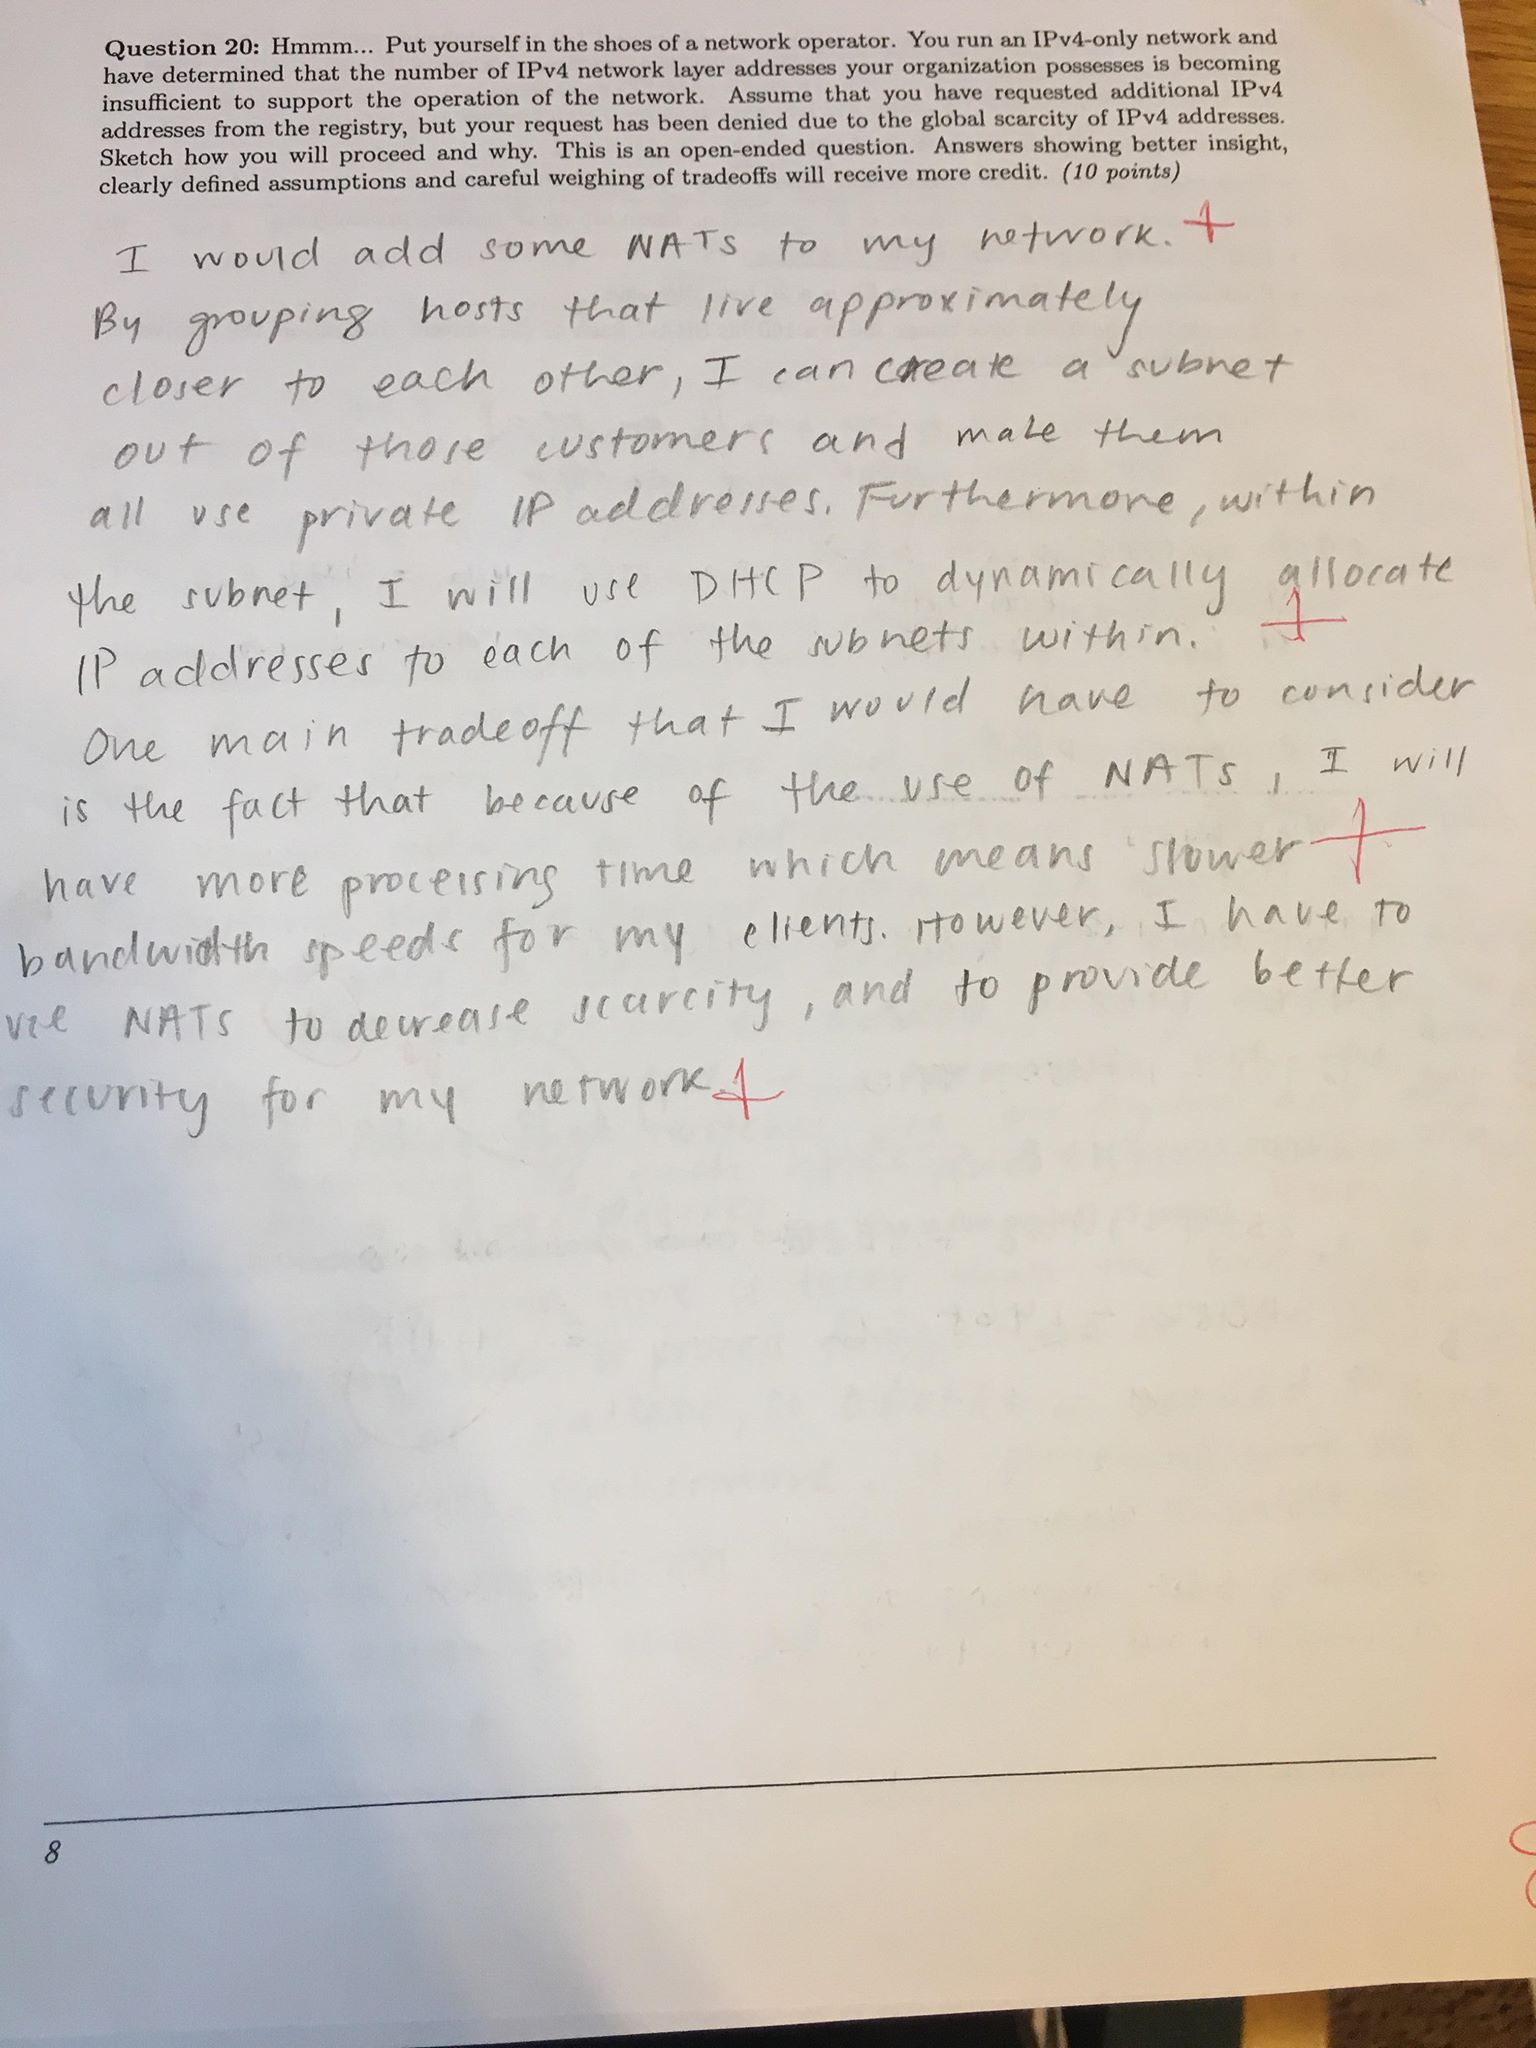 Question 20: Hmmm... Put yourself in the shoes of a network operator. You run an IPv4-only network and
have determined that the number of IPv4 network layer addresses your organization possesses is becoming
insufficient to support the operation of the network. Assume that you have requested additional IPv4
addresses from the registry, but your request has been denied due to the global scarcity of IPv4 addresses.
Sketch how you will proceed and why. This is an open-ended question. Answers showing better insight,
clearly defined assumptions and careful weighing of tradeoffs will receive more credit. (10 points)
I would add some NATs to my network. +
By grouping hosts that live approximately
closer to each other, I can create a subnet
out of those customers and make them
all use private IP addresses. Furthermore, within
the subnet, I will use DHCP to dynamically allocate
IP addresses to each of the subnets within. +
One main tradeoff that I would have to consider
is the fact that because of the use of NATs, I will
have more processing time which means slower +
bandwidth speeds for my clients. However, I have to
use NATs to decrease scarcity, and to provide better
security for my network. +
8